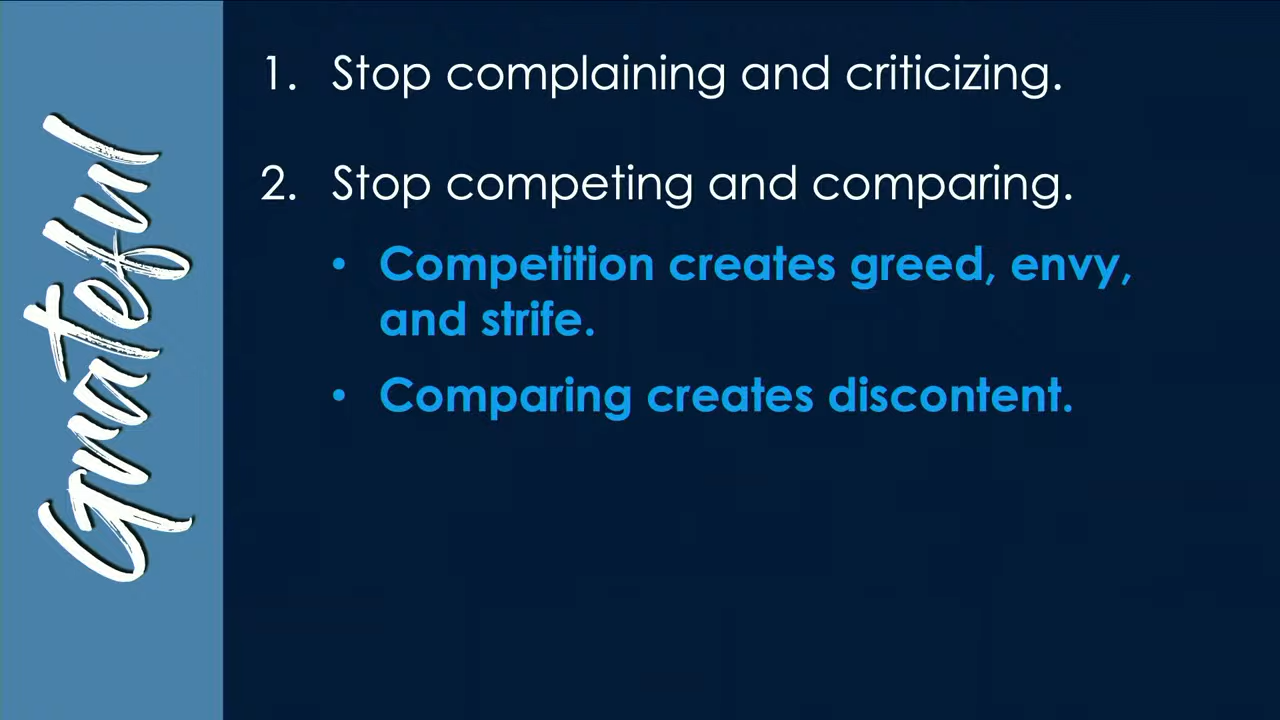 Grateful
1. Stop complaining and criticizing.
2. Stop competing and comparing.
• Competition creates greed, envy,
and strife.
• Comparing creates discontent.